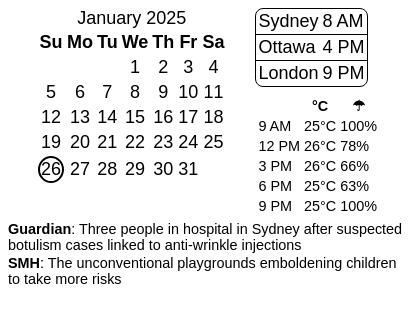 January 2025
Su Mo Tu We Th Fr Sa
1 2 3 4
5 6 7 8 9 10 11
12 13 14 15 16 17 18
19 20 21 22 23 24 25
26 27 28 29 30 31
Sydney 8 AM
Ottawa 4 PM
London 9 PM
°C ☂
9 AM 25°C 100%
12 PM 26°C 78%
3 PM 26°C 66%
6 PM 25°C 63%
9 PM 25°C 100%
Guardian: Three people in hospital in Sydney after suspected
botulism cases linked to anti-wrinkle injections
SMH: The unconventional playgrounds emboldening children
to take more risks